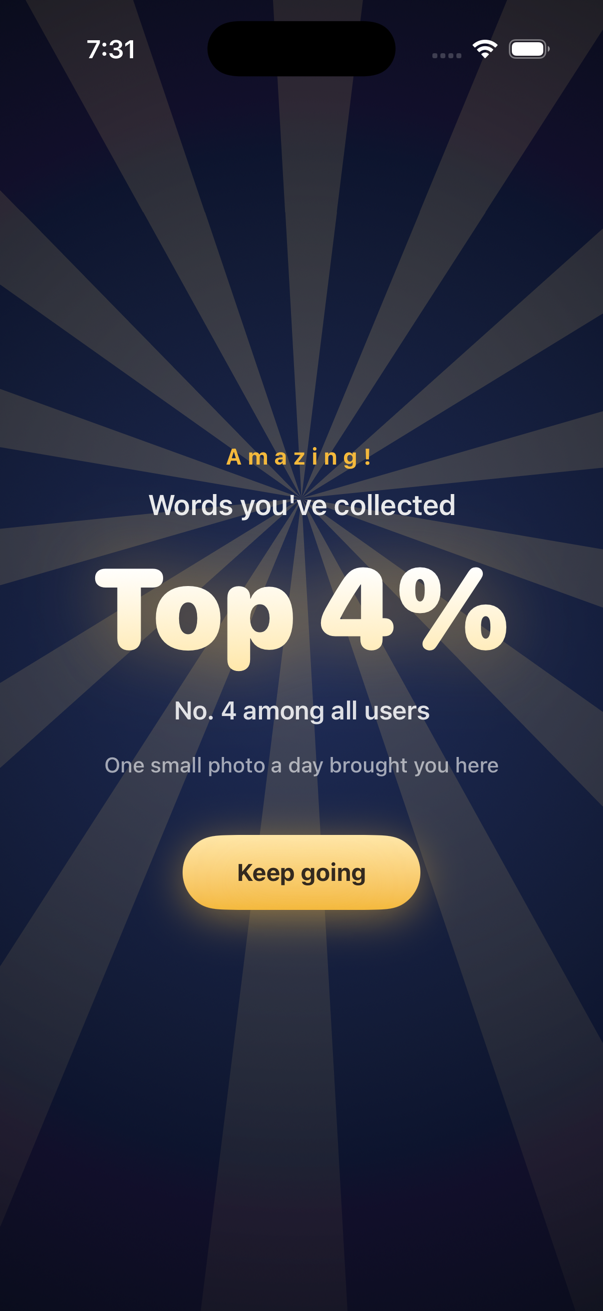 7:31
Amazing!
Words you've collected
Top 4%
No. 4 among all users
One small photo a day brought you here
Keep going